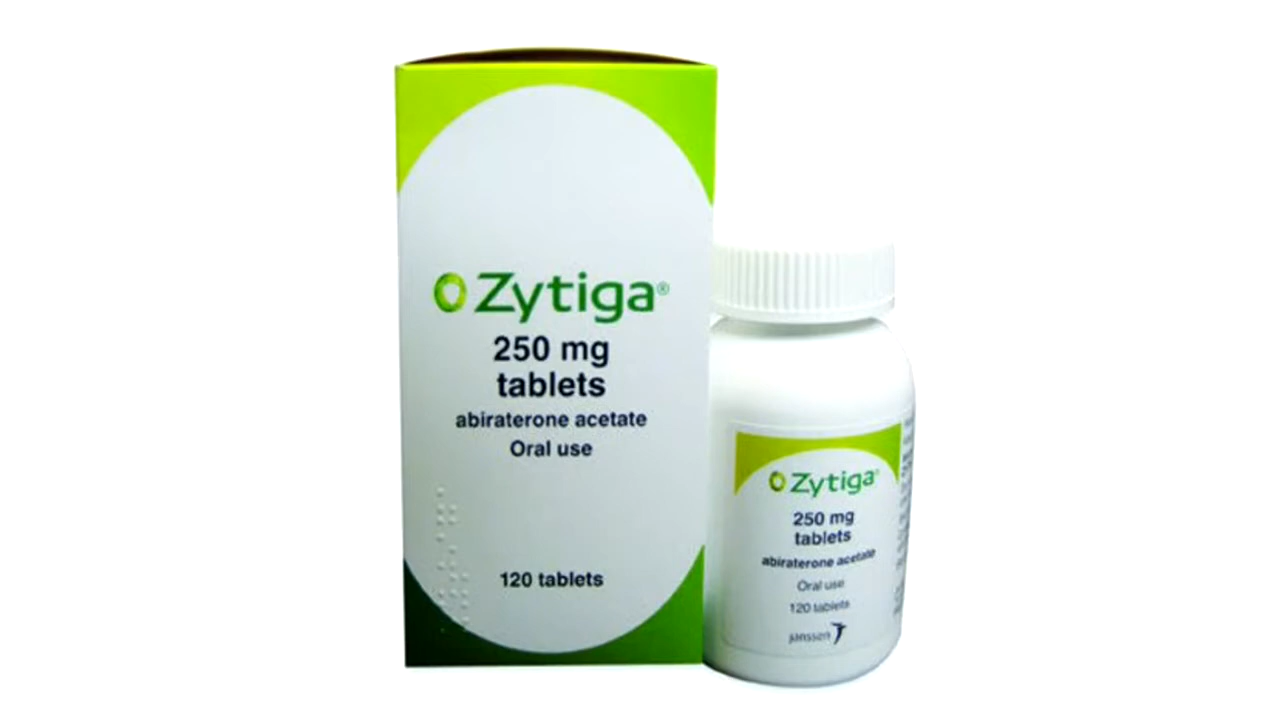 Zytiga®
250 mg
tablets
abiraterone acetate
Oral use
120 tablets
Zytiga®
250 mg
tablets
abiraterone acetate
Oral use
120 tablets
janssen